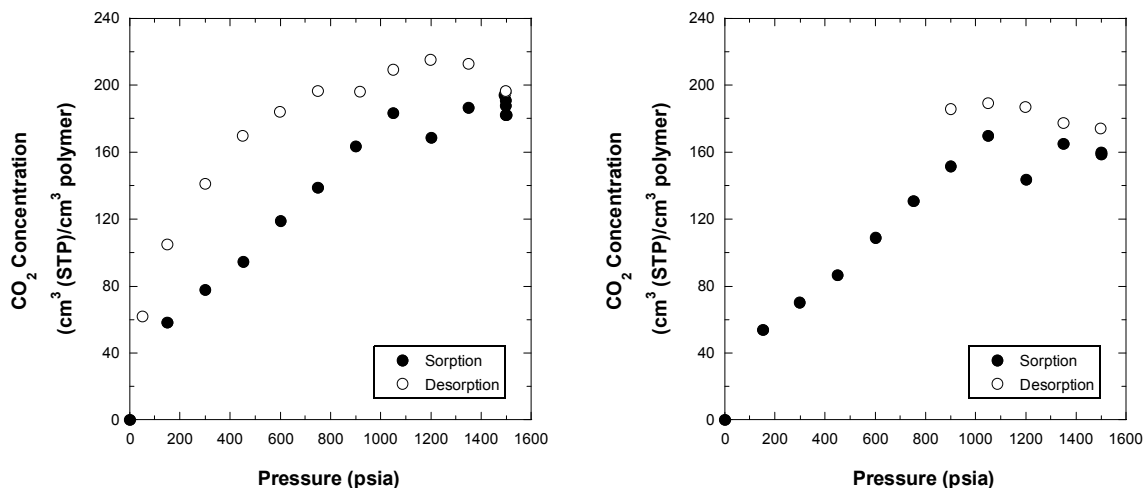 240
200
160
120
80
40
0
CO2 Concentration
(cm3 (STP)/cm3 polymer)
Sorption
Desorption
0 200 400 600 800 1000 1200 1400 1600
Pressure (psia)
240
200
160
120
80
40
0
CO2 Concentration
(cm3 (STP)/cm3 polymer)
Sorption
Desorption
0 200 400 600 800 1000 1200 1400 1600
Pressure (psia)